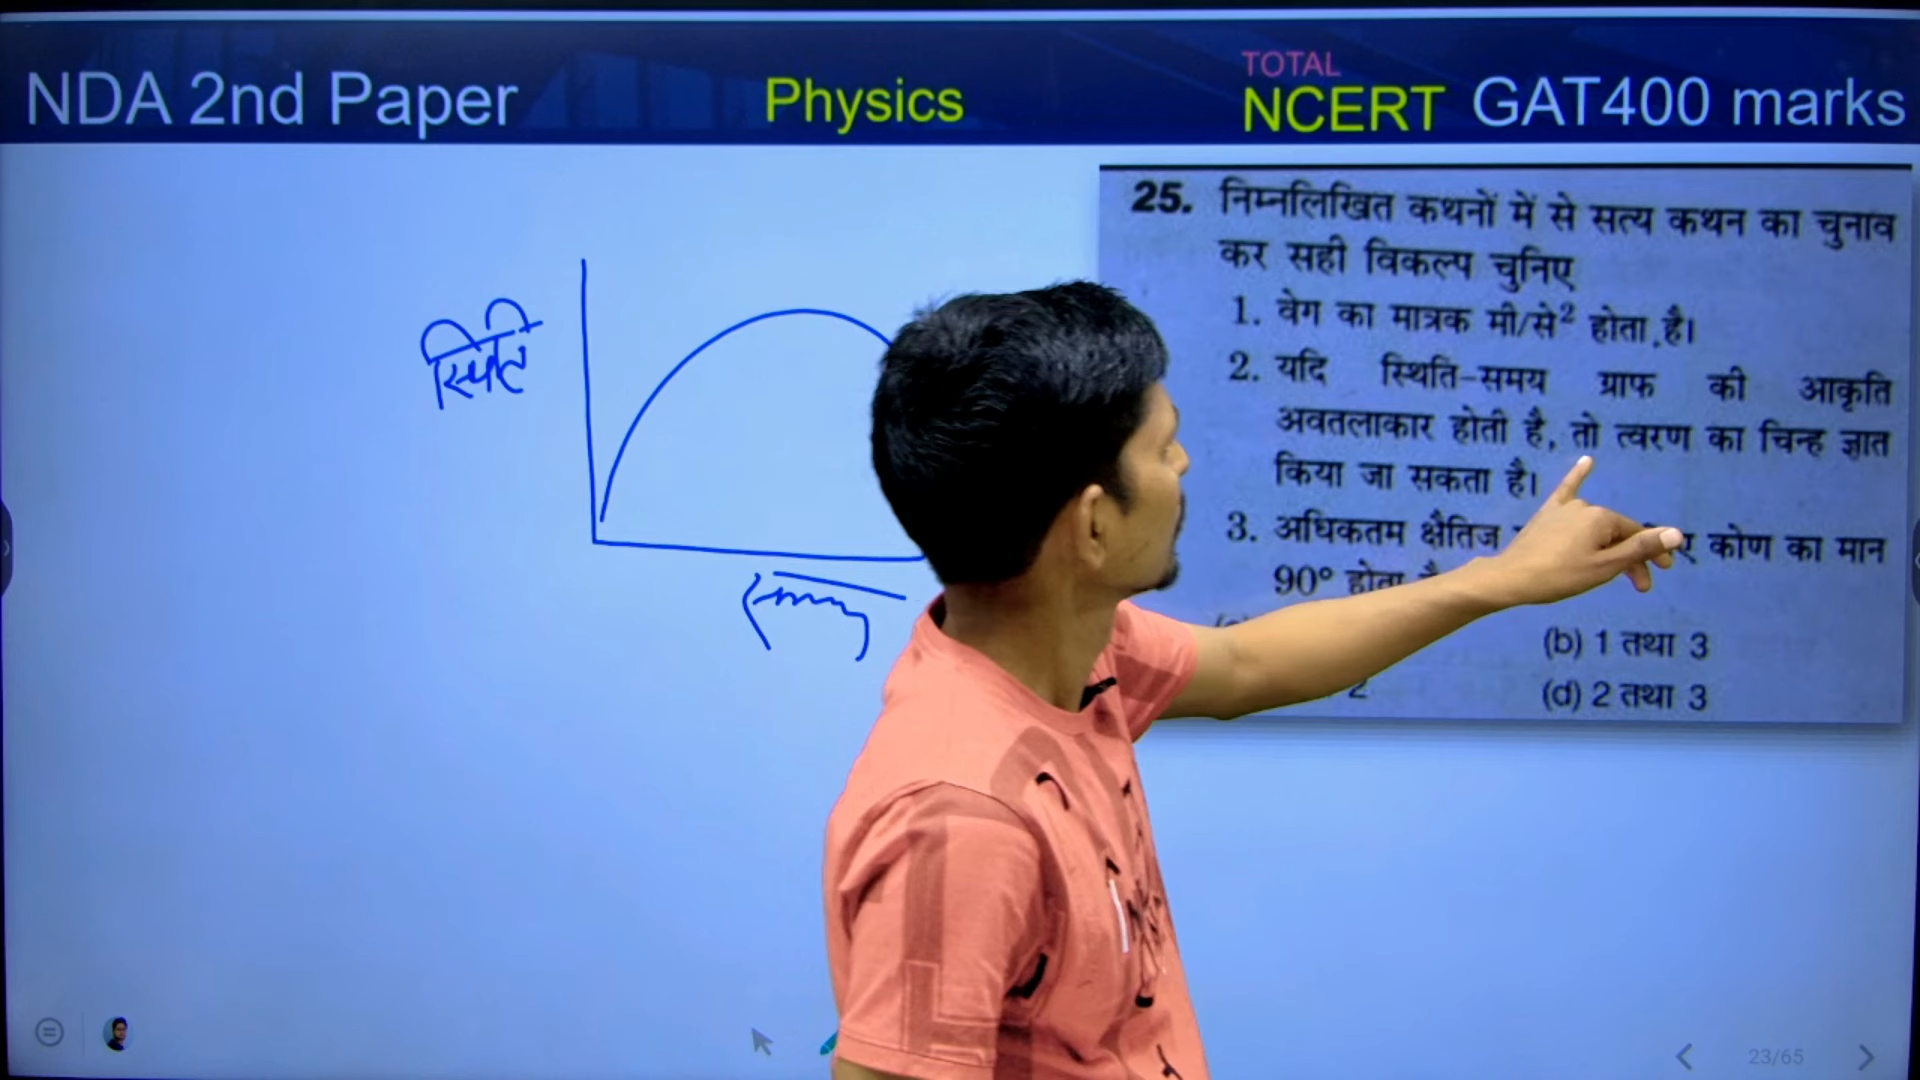 NDA 2nd Paper
Physics
TOTAL
NCERT
GAT400 marks
25. निम्नलिखित कथनों में से सत्य कथन का चुनाव
कर सही विकल्प चुनिए
1. वेग का मात्रक मी/से² होता है।
2. यदि स्थिति-समय ग्राफ की आकृति
अवतलाकार होती है, तो त्वरण का चिन्ह ज्ञात
किया जा सकता है।
3. अधिकतम क्षैतिज कोण का मान
90° होता
(b) 1 तथा 3
2
(d) 2 तथा 3
स्थिति
समय
23/65